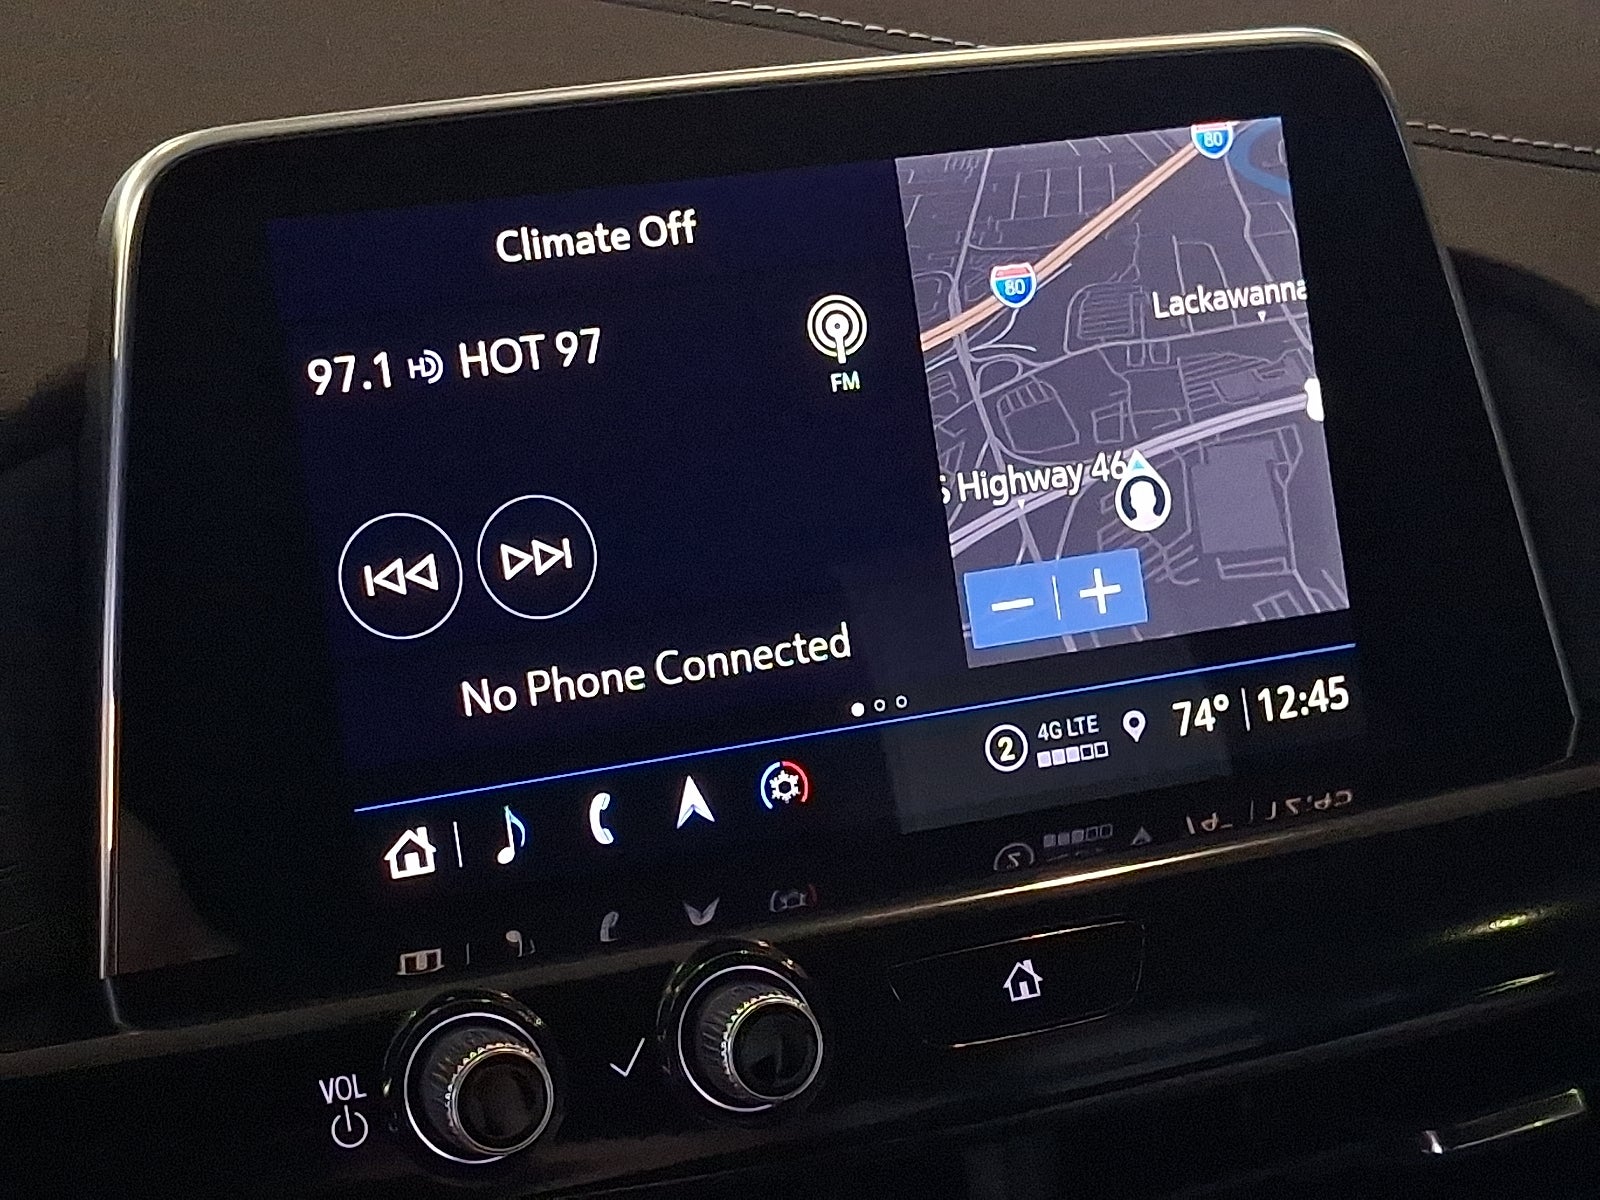 Climate Off
97.1 HD HOT 97
FM
No Phone Connected
80
80
Lackawanna
S Highway 46
2 4G LTE 74° 12:45
VOL